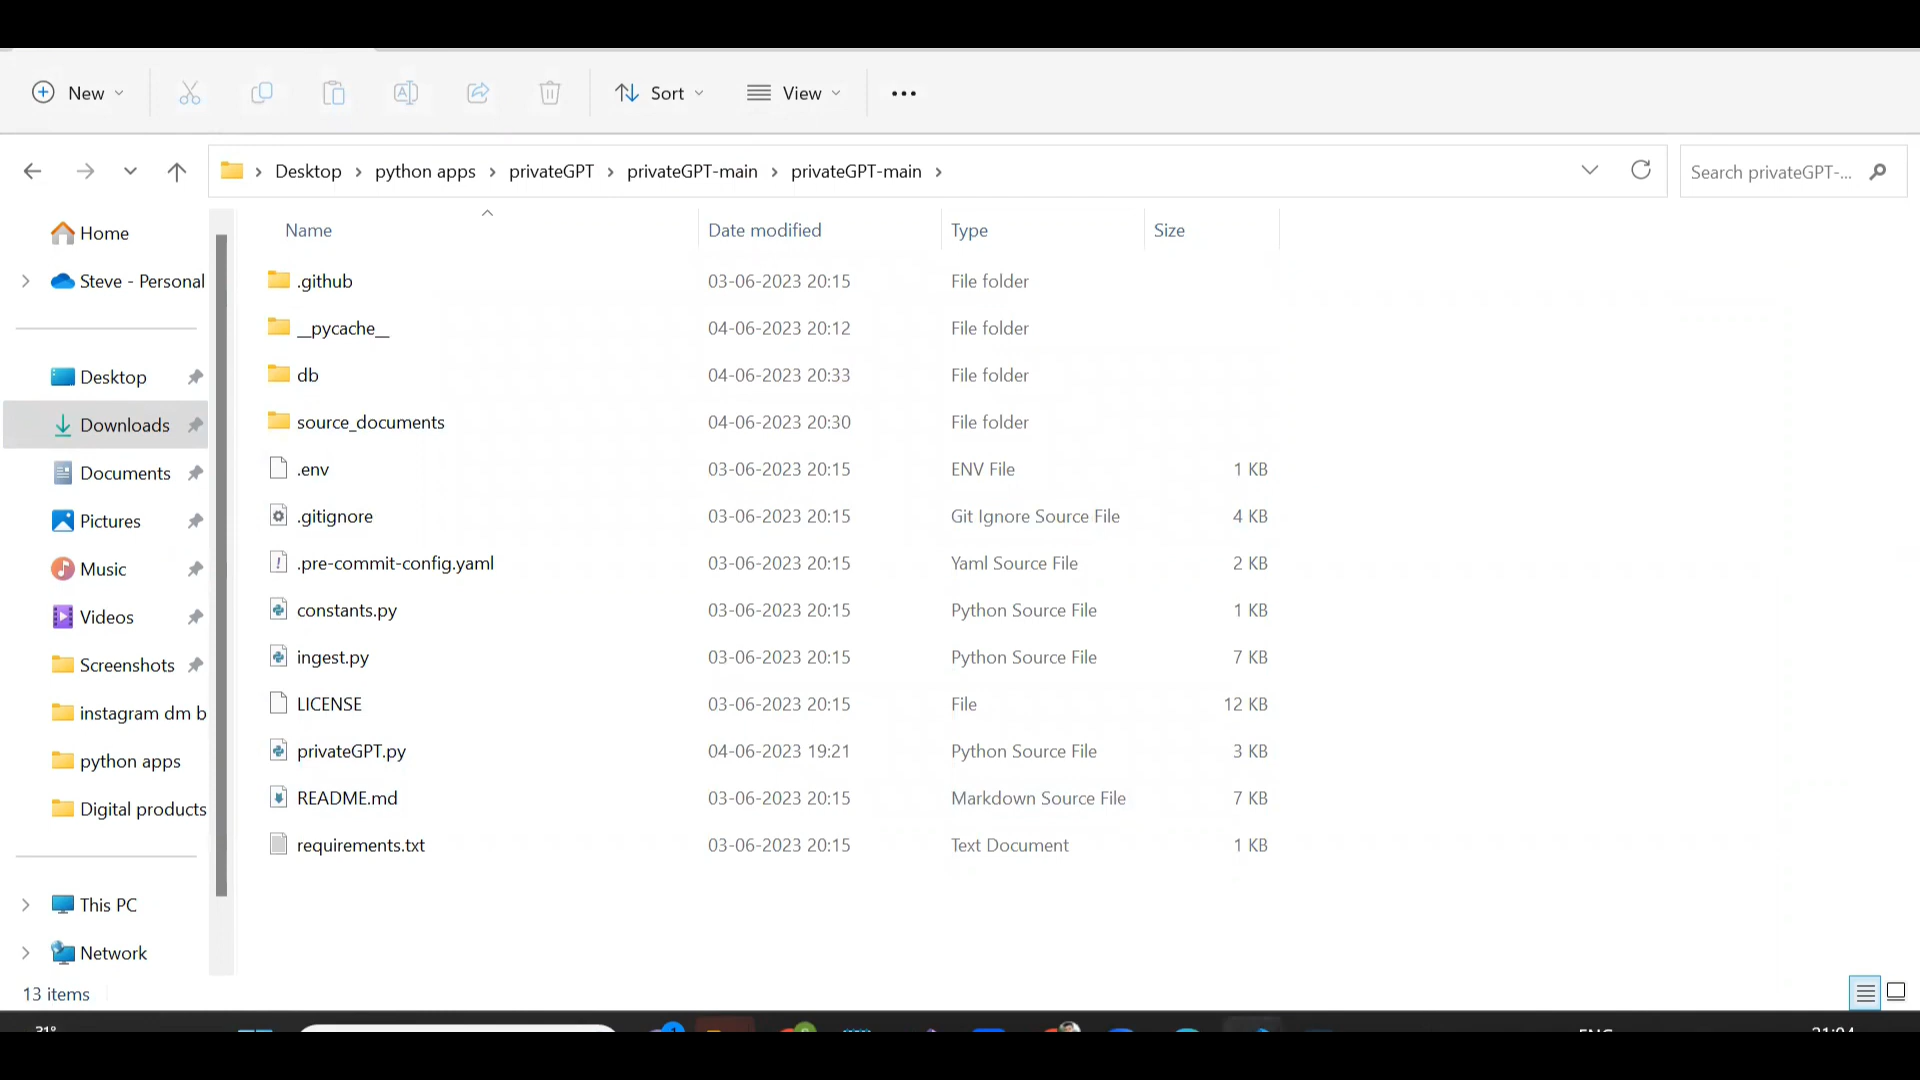 New
Sort
View
Desktop
python apps
privateGPT
privateGPT-main
privateGPT-main
Search privateGPT-...
Home
Steve - Personal
Desktop
Downloads
Documents
Pictures
Music
Videos
Screenshots
instagram dm b
python apps
Digital products
This PC
Network
Name Date modified Type Size
.github 03-06-2023 20:15 File folder
__pycache__ 04-06-2023 20:12 File folder
db 04-06-2023 20:33 File folder
source_documents 04-06-2023 20:30 File folder
.env 03-06-2023 20:15 ENV File 1 KB
.gitignore 03-06-2023 20:15 Git Ignore Source File 4 KB
.pre-commit-config.yaml 03-06-2023 20:15 Yaml Source File 2 KB
constants.py 03-06-2023 20:15 Python Source File 1 KB
ingest.py 03-06-2023 20:15 Python Source File 7 KB
LICENSE 03-06-2023 20:15 File 12 KB
privateGPT.py 04-06-2023 19:21 Python Source File 3 KB
README.md 03-06-2023 20:15 Markdown Source File 7 KB
requirements.txt 03-06-2023 20:15 Text Document 1 KB
13 items